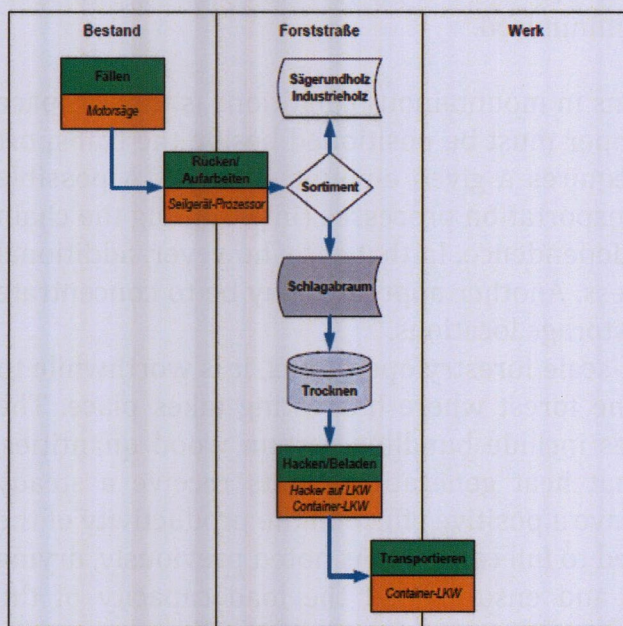 Bestand
Forststraße
Werk
Fällen
Motorsäge
Sägerundholz
Industrieholz
Rücken/
Aufarbeiten
Seilgerät-Prozessor
Sortiment
Schlagabraum
Trocknen
Hacken/Beladen
Hacker auf LKW
Container-LKW
Transportieren
Container-LKW